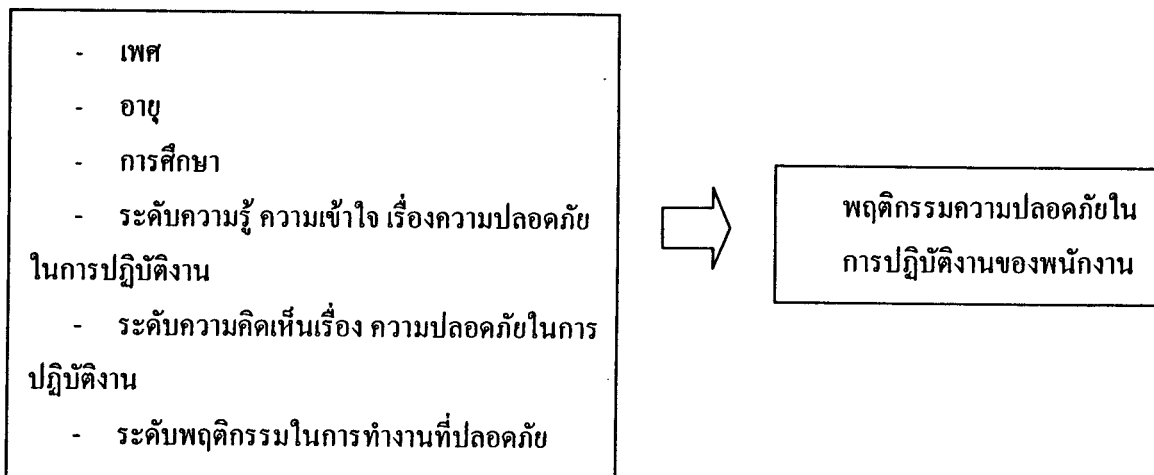 - เพศ
- อายุ
- การศึกษา
- ระดับความรู้ ความเข้าใจ เรื่องความปลอดภัย
ในการปฏิบัติงาน
- ระดับความคิดเห็นเรื่อง ความปลอดภัยในการ
ปฏิบัติงาน
- ระดับพฤติกรรมในการทำงานที่ปลอดภัย
พฤติกรรมความปลอดภัยใน
การปฏิบัติงานของพนักงาน